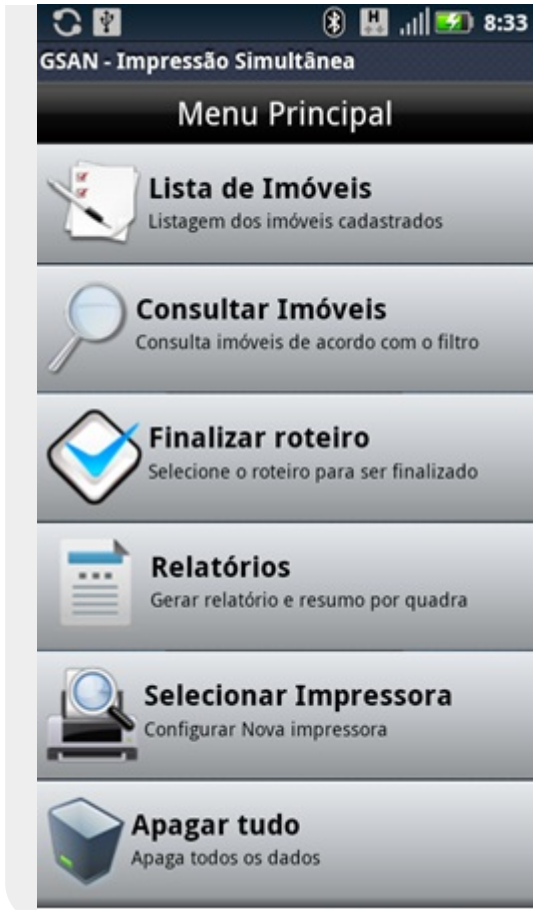 8:33
GSAN - Impressão Simultânea
Menu Principal
Lista de Imóveis
Listagem dos imóveis cadastrados
Consultar Imóveis
Consulta imóveis de acordo com o filtro
Finalizar roteiro
Selecione o roteiro para ser finalizado
Relatórios
Gerar relatório e resumo por quadra
Selecionar Impressora
Configurar Nova impressora
Apagar tudo
Apaga todos os dados